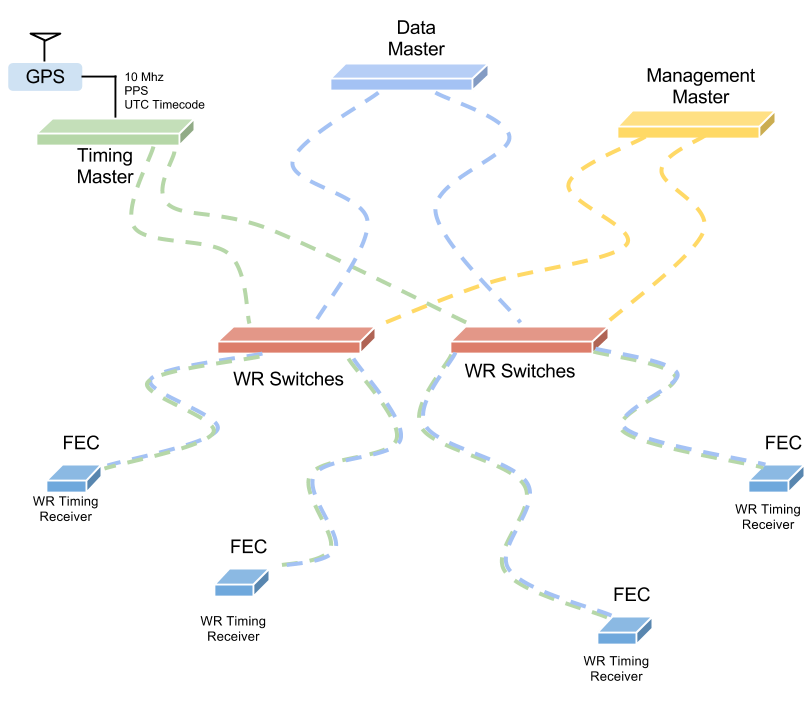 Data
Master
GPS
10 Mhz
PPS
UTC Timecode
Management
Master
Timing
Master
WR Switches
WR Switches
FEC
WR Timing
Receiver
FEC
WR Timing
Receiver
FEC
WR Timing
Receiver
FEC
WR Timing
Receiver